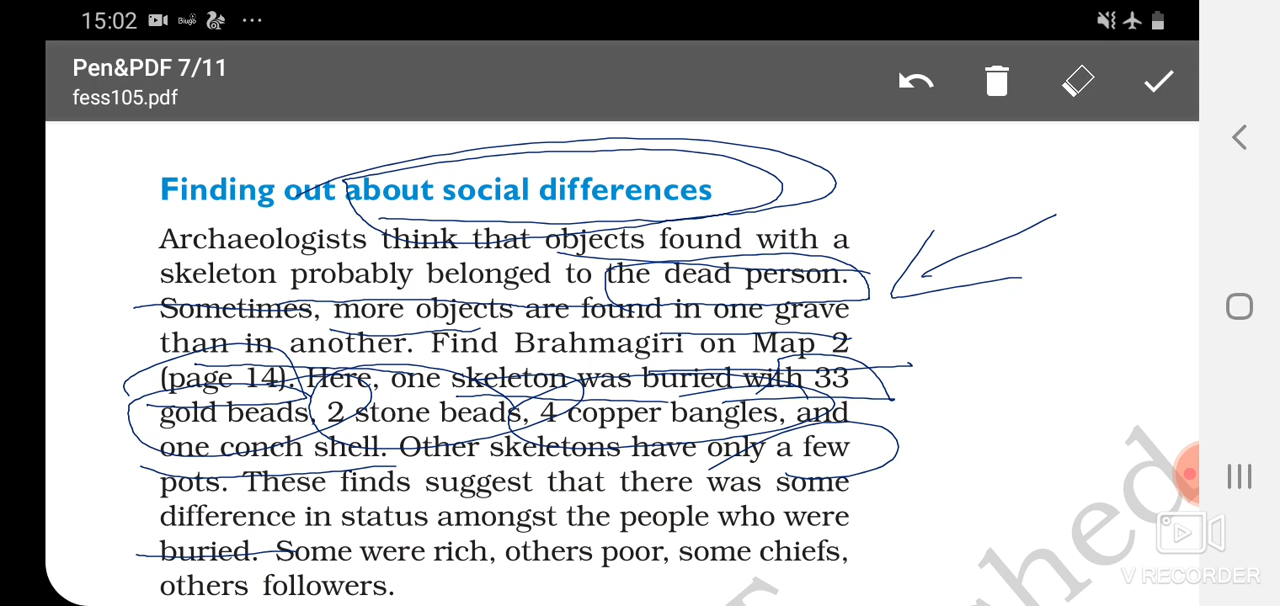 15:02 Biugo ...
Pen&PDF 7/11
fess105.pdf
Finding out about social differences
Archaeologists think that objects found with a
skeleton probably belonged to the dead person.
Sometimes, more objects are found in one grave
than in another. Find Brahmagiri on Map 2
(page 14). Here, one skeleton was buried with 33
gold beads, 2 stone beads, 4 copper bangles, and
one conch shell. Other skeletons have only a few
pots. These finds suggest that there was some
difference in status amongst the people who were
buried. Some were rich, others poor, some chiefs,
others followers.
hed
V RECORDER